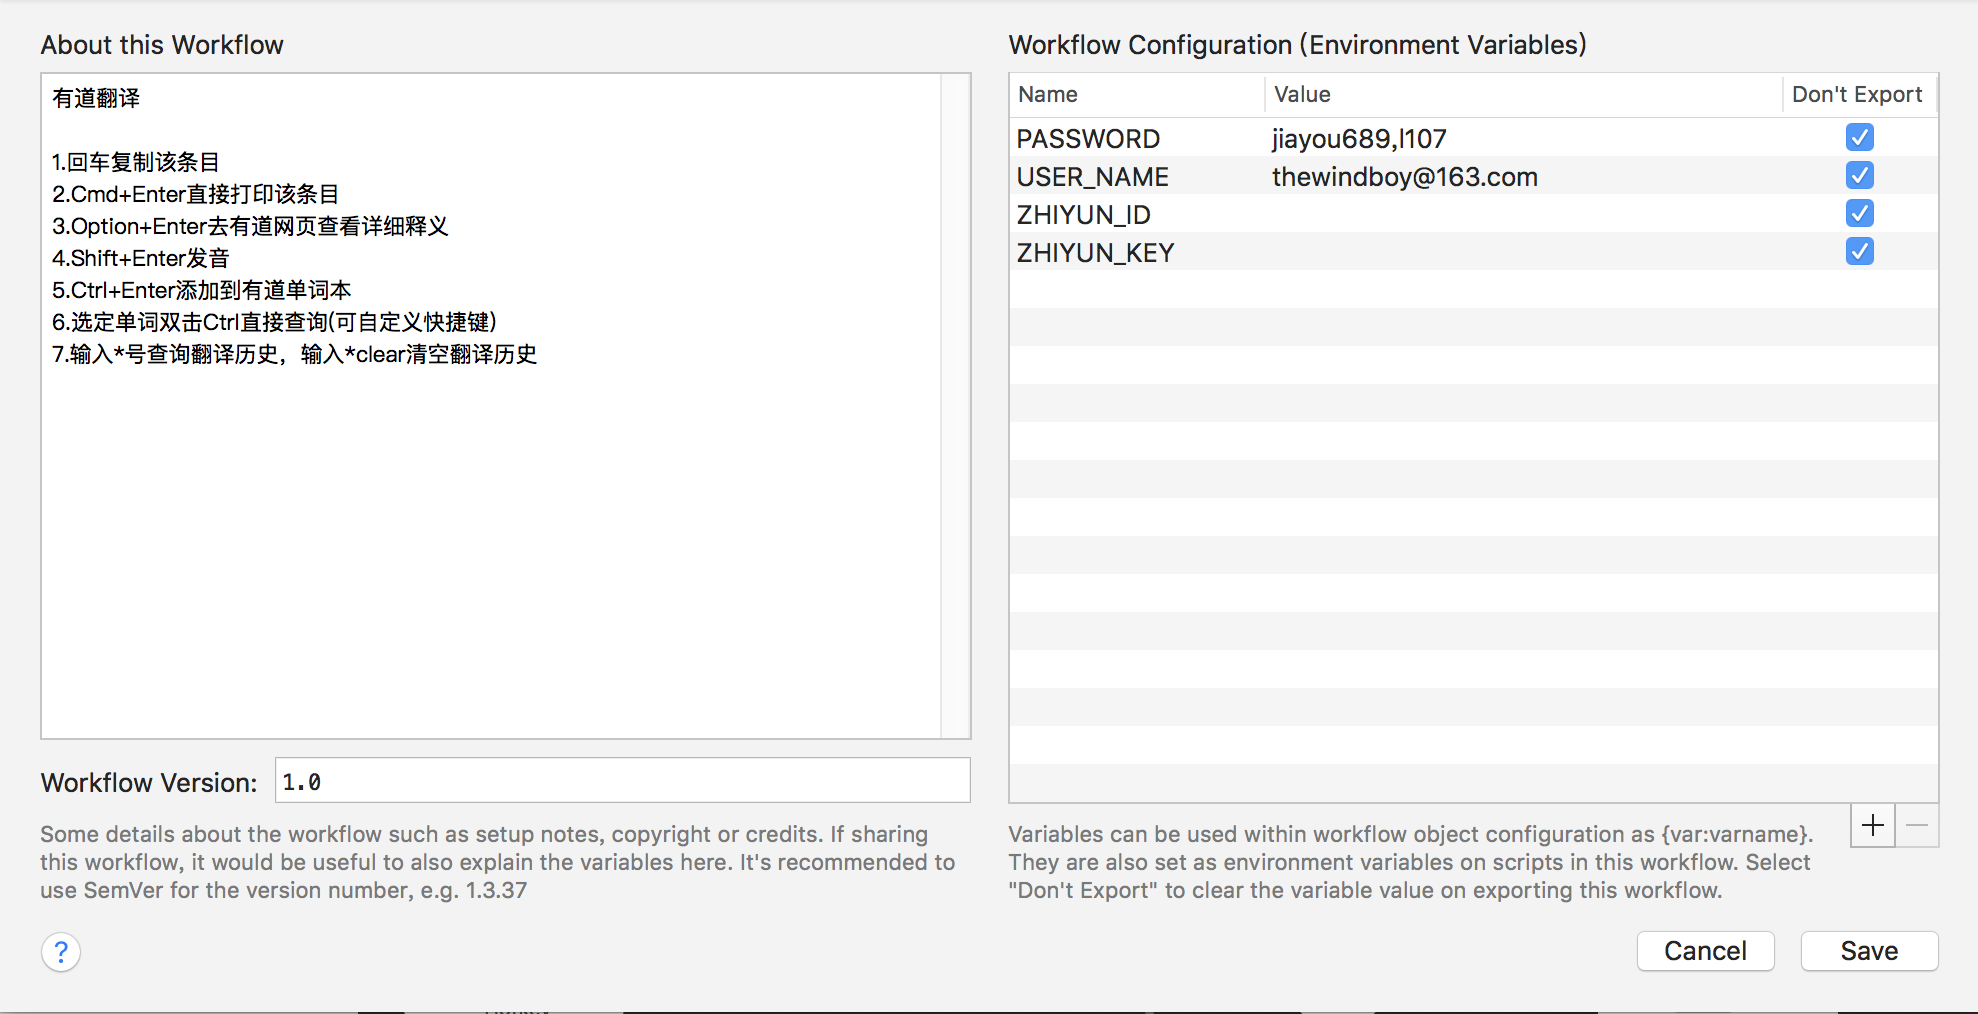 About this Workflow
有道翻译
1.回车复制该条目
2.Cmd+Enter直接打印该条目
3.Option+Enter去有道网页查看详细释义
4.Shift+Enter发音
5.Ctrl+Enter添加到有道单词本
6.选定单词双击Ctrl直接查询(可自定义快捷键)
7.输入*号查询翻译历史，输入*clear清空翻译历史
Workflow Version: 1.0
Some details about the workflow such as setup notes, copyright or credits. If sharing
this workflow, it would be useful to also explain the variables here. It's recommended to
use SemVer for the version number, e.g. 1.3.37
?
Workflow Configuration (Environment Variables)
Name Value Don't Export
PASSWORD jiayou689,l107
USER_NAME thewindboy@163.com
ZHIYUN_ID
ZHIYUN_KEY
Variables can be used within workflow object configuration as {var:varname}.
They are also set as environment variables on scripts in this workflow. Select
"Don't Export" to clear the variable value on exporting this workflow.
Cancel Save